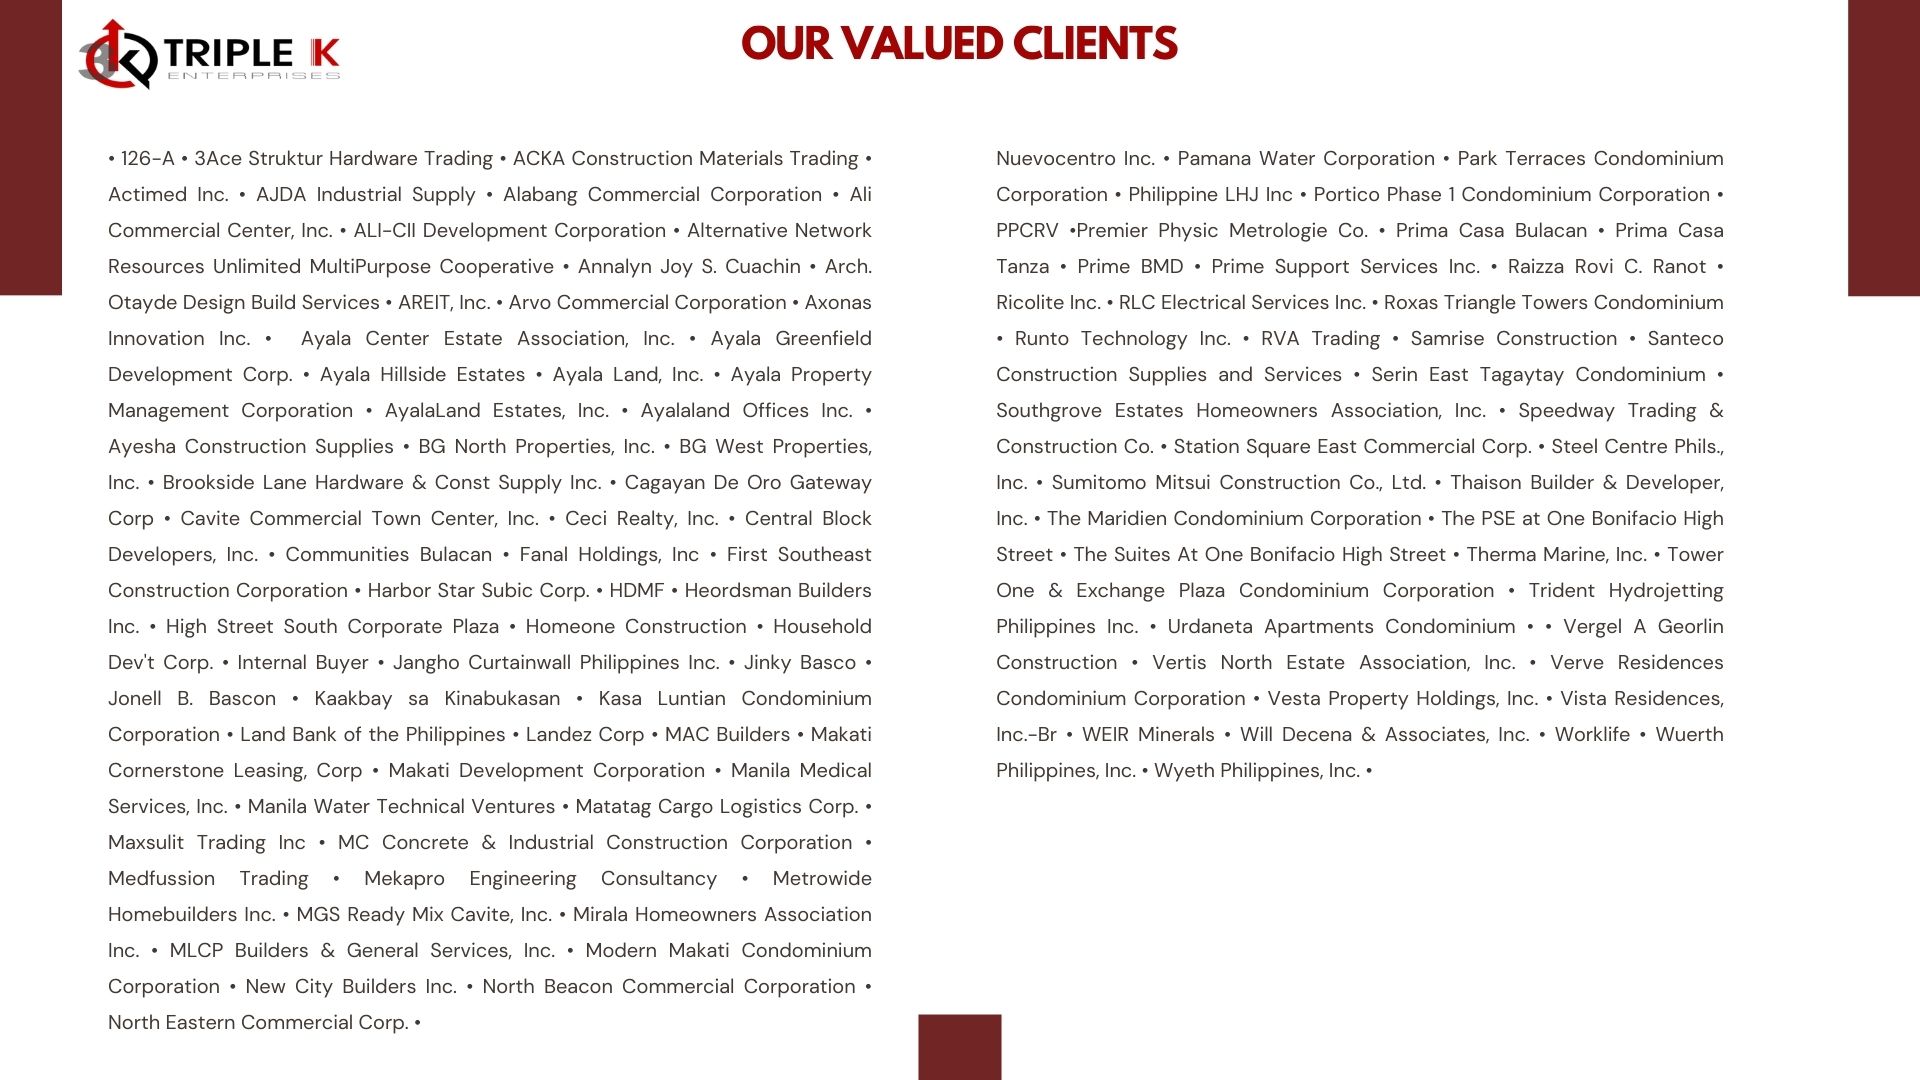 3K TRIPLE K
ENTERPRISES
OUR VALUED CLIENTS
• 126-A • 3Ace Struktur Hardware Trading • ACKA Construction Materials Trading •
Actimed Inc. • AJDA Industrial Supply • Alabang Commercial Corporation • Ali
Commercial Center, Inc. • ALI-CII Development Corporation • Alternative Network
Resources Unlimited MultiPurpose Cooperative • Annalyn Joy S. Cuachin • Arch.
Otayde Design Build Services • AREIT, Inc. • Arvo Commercial Corporation • Axonas
Innovation Inc. • Ayala Center Estate Association, Inc. • Ayala Greenfield
Development Corp. • Ayala Hillside Estates • Ayala Land, Inc. • Ayala Property
Management Corporation • AyalaLand Estates, Inc. • Ayalaland Offices Inc. •
Ayesha Construction Supplies • BG North Properties, Inc. • BG West Properties,
Inc. • Brookside Lane Hardware & Const Supply Inc. • Cagayan De Oro Gateway
Corp • Cavite Commercial Town Center, Inc. • Ceci Realty, Inc. • Central Block
Developers, Inc. • Communities Bulacan • Fanal Holdings, Inc • First Southeast
Construction Corporation • Harbor Star Subic Corp. • HDMF • Heordsman Builders
Inc. • High Street South Corporate Plaza • Homeone Construction • Household
Dev't Corp. • Internal Buyer • Jangho Curtainwall Philippines Inc. • Jinky Basco •
Jonell B. Bascon • Kaakbay sa Kinabukasan • Kasa Luntian Condominium
Corporation • Land Bank of the Philippines • Landez Corp • MAC Builders • Makati
Cornerstone Leasing, Corp • Makati Development Corporation • Manila Medical
Services, Inc. • Manila Water Technical Ventures • Matatag Cargo Logistics Corp. •
Maxsulit Trading Inc • MC Concrete & Industrial Construction Corporation •
Medfussion Trading • Mekapro Engineering Consultancy • Metrowide
Homebuilders Inc. • MGS Ready Mix Cavite, Inc. • Mirala Homeowners Association
Inc. • MLCP Builders & General Services, Inc. • Modern Makati Condominium
Corporation • New City Builders Inc. • North Beacon Commercial Corporation •
North Eastern Commercial Corp. •
Nuevocentro Inc. • Pamana Water Corporation • Park Terraces Condominium
Corporation • Philippine LHJ Inc • Portico Phase 1 Condominium Corporation •
PPCRV •Premier Physic Metrologie Co. • Prima Casa Bulacan • Prima Casa
Tanza • Prime BMD • Prime Support Services Inc. • Raizza Rovi C. Ranot •
Ricolite Inc. • RLC Electrical Services Inc. • Roxas Triangle Towers Condominium
• Runto Technology Inc. • RVA Trading • Samrise Construction • Santeco
Construction Supplies and Services • Serin East Tagaytay Condominium •
Southgrove Estates Homeowners Association, Inc. • Speedway Trading &
Construction Co. • Station Square East Commercial Corp. • Steel Centre Phils.,
Inc. • Sumitomo Mitsui Construction Co., Ltd. • Thaison Builder & Developer,
Inc. • The Maridien Condominium Corporation • The PSE at One Bonifacio High
Street • The Suites At One Bonifacio High Street • Therma Marine, Inc. • Tower
One & Exchange Plaza Condominium Corporation • Trident Hydrojetting
Philippines Inc. • Urdaneta Apartments Condominium • • Vergel A Georlin
Construction • Vertis North Estate Association, Inc. • Verve Residences
Condominium Corporation • Vesta Property Holdings, Inc. • Vista Residences,
Inc.-Br • WEIR Minerals • Will Decena & Associates, Inc. • Worklife • Wuerth
Philippines, Inc. • Wyeth Philippines, Inc. •